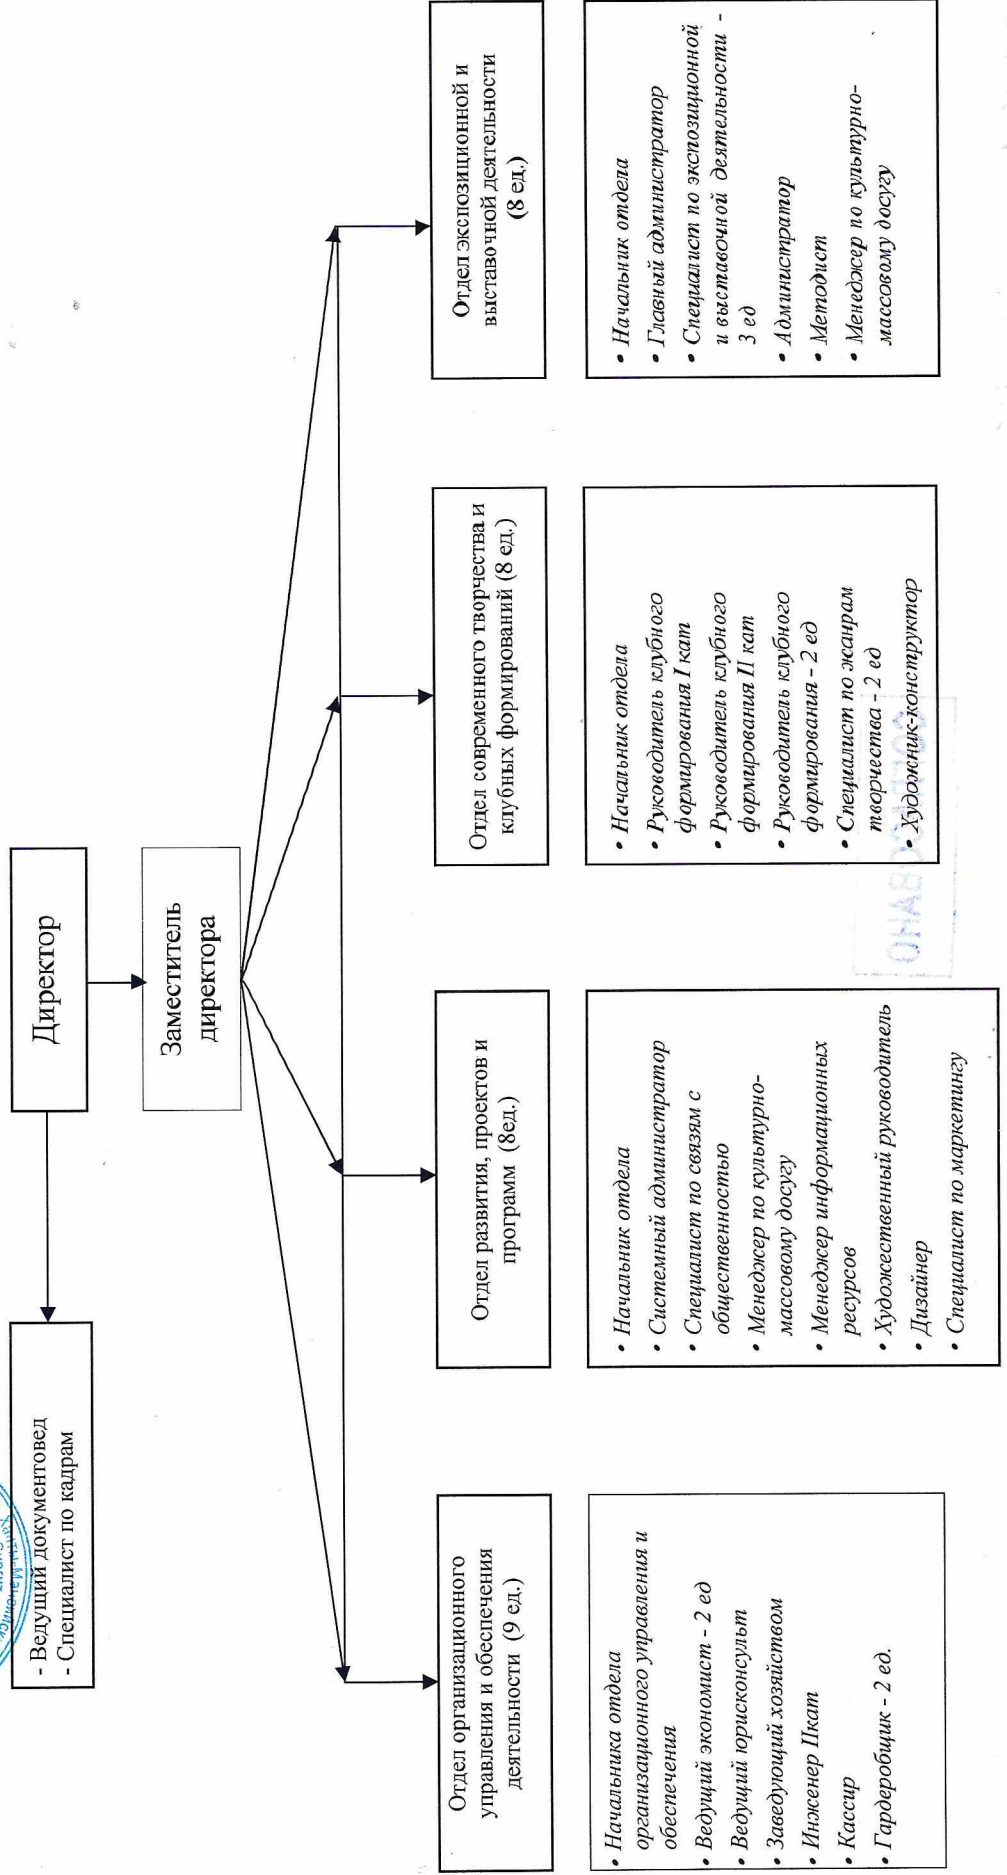 Директор
- Ведущий документовед
- Специалист по кадрам
Заместитель
директора
Отдел организационного
управления и обеспечения
деятельности (9 ед.)
• Начальника отдела
организационного управления и
обеспечения
• Ведущий экономист - 2 ед
• Ведущий юрисконсульт
• Заведующий хозяйством
• Инженер IIкат
• Кассир
• Гардеробщик - 2 ед.
Отдел развития, проектов и
программ (8ед.)
• Начальник отдела
• Системный администратор
• Специалист по связям с
общественностью
• Менеджер по культурно-
массовому досугу
• Менеджер информационных
ресурсов
• Художественный руководитель
• Дизайнер
• Специалист по маркетингу
Отдел современного творчества и
клубных формирований (8 ед.)
• Начальник отдела
• Руководитель клубного
формирования I кат
• Руководитель клубного
формирования II кат
• Руководитель клубного
формирования - 2 ед
• Специалист по жанрам
творчества - 2 ед
• Художник-конструктор
Отдел экспозиционной и
выставочной деятельности
(8 ед.)
• Начальник отдела
• Главный администратор
• Специалист по экспозиционной
и выставочной деятельности -
3 ед
• Администратор
• Методист
• Менеджер по культурно-
массовому досугу